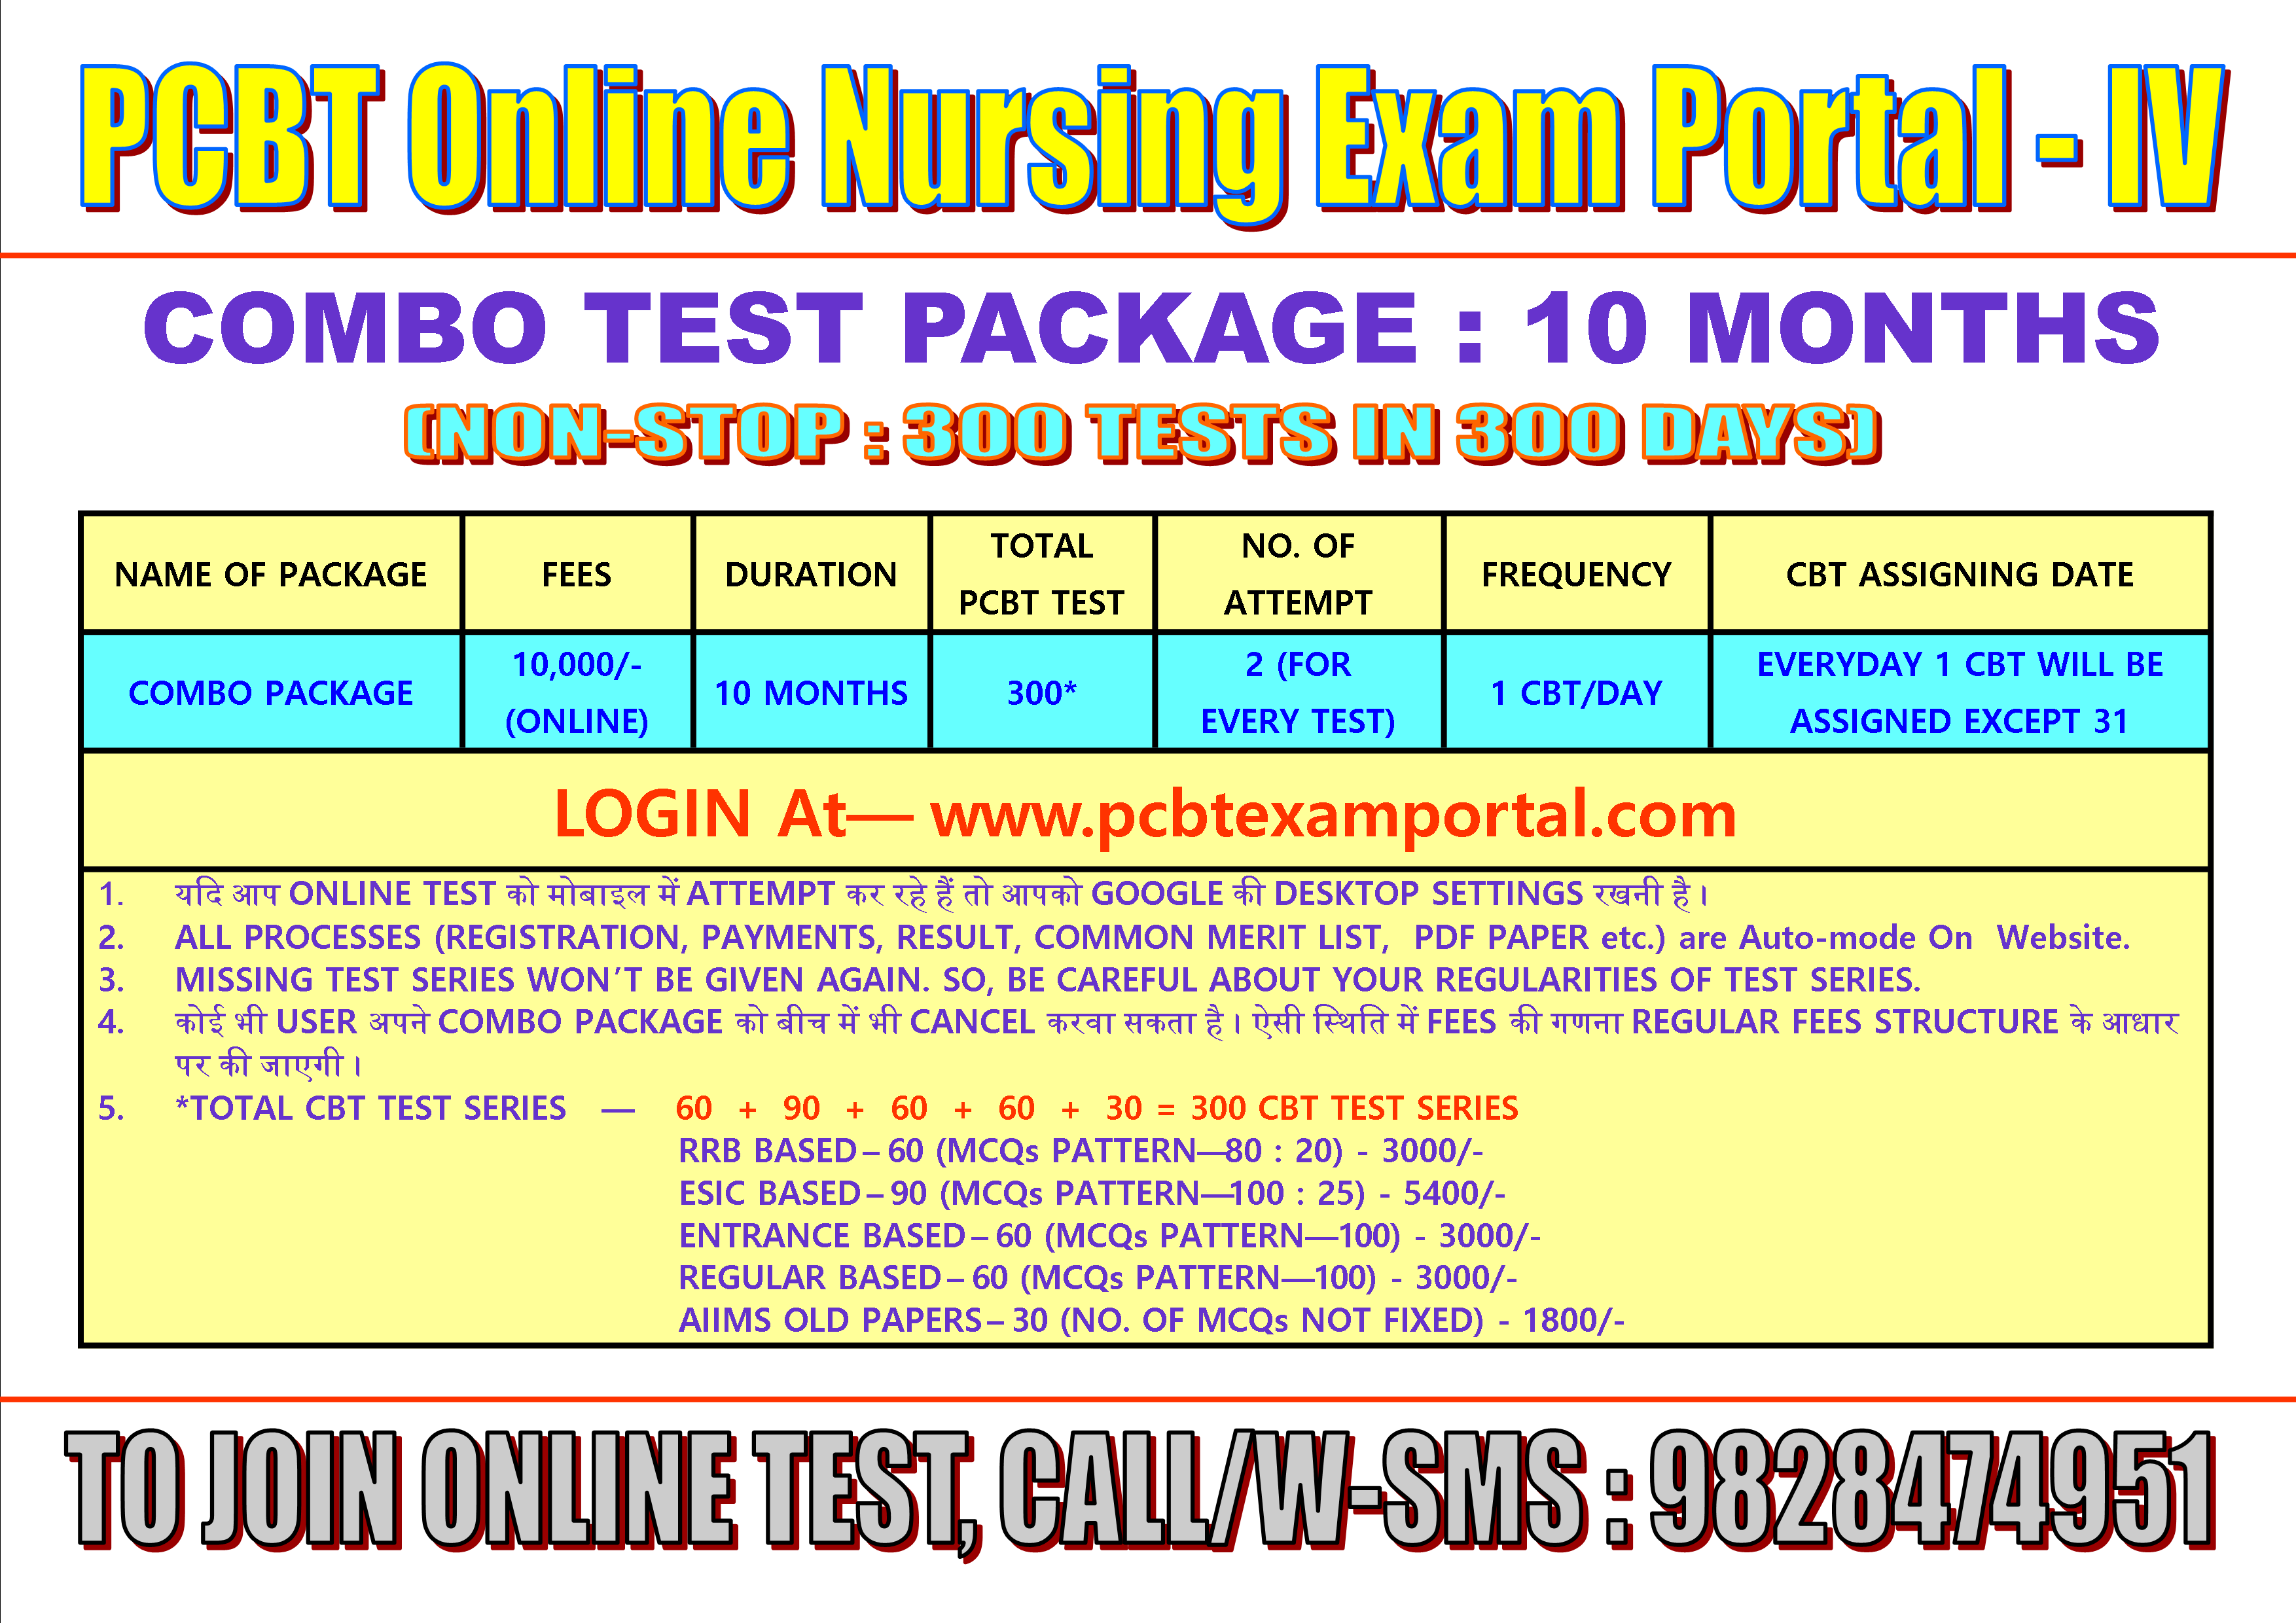 PCBT Online Nursing Exam Portal - IV
COMBO TEST PACKAGE : 10 MONTHS
(NON-STOP : 300 TESTS IN 300 DAYS)
NAME OF PACKAGE
FEES
DURATION
TOTAL
PCBT TEST
NO. OF
ATTEMPT
FREQUENCY
CBT ASSIGNING DATE
COMBO PACKAGE
10,000/-
(ONLINE)
10 MONTHS
300*
2 (FOR
EVERY TEST)
1 CBT/DAY
EVERYDAY 1 CBT WILL BE
ASSIGNED EXCEPT 31
LOGIN At— www.pcbtexamportal.com
1. यदि आप ONLINE TEST को मोबाइल में ATTEMPT कर रहे हैं तो आपको GOOGLE की DESKTOP SETTINGS रखनी है।
2. ALL PROCESSES (REGISTRATION, PAYMENTS, RESULT, COMMON MERIT LIST, PDF PAPER etc.) are Auto-mode On Website.
3. MISSING TEST SERIES WON'T BE GIVEN AGAIN. SO, BE CAREFUL ABOUT YOUR REGULARITIES OF TEST SERIES.
4. कोई भी USER अपने COMBO PACKAGE को बीच में भी CANCEL करवा सकता है। ऐसी स्थिति में FEES की गणना REGULAR FEES STRUCTURE के आधार
पर की जाएगी।
5. *TOTAL CBT TEST SERIES — 60 + 90 + 60 + 60 + 30 = 300 CBT TEST SERIES
RRB BASED– 60 (MCQs PATTERN—80 : 20) - 3000/-
ESIC BASED– 90 (MCQs PATTERN—100 : 25) - 5400/-
ENTRANCE BASED– 60 (MCQs PATTERN—100) - 3000/-
REGULAR BASED– 60 (MCQs PATTERN—100) - 3000/-
AIIMS OLD PAPERS– 30 (NO. OF MCQs NOT FIXED) - 1800/-
TO JOIN ONLINE TEST, CALL/W-SMS : 9828474951